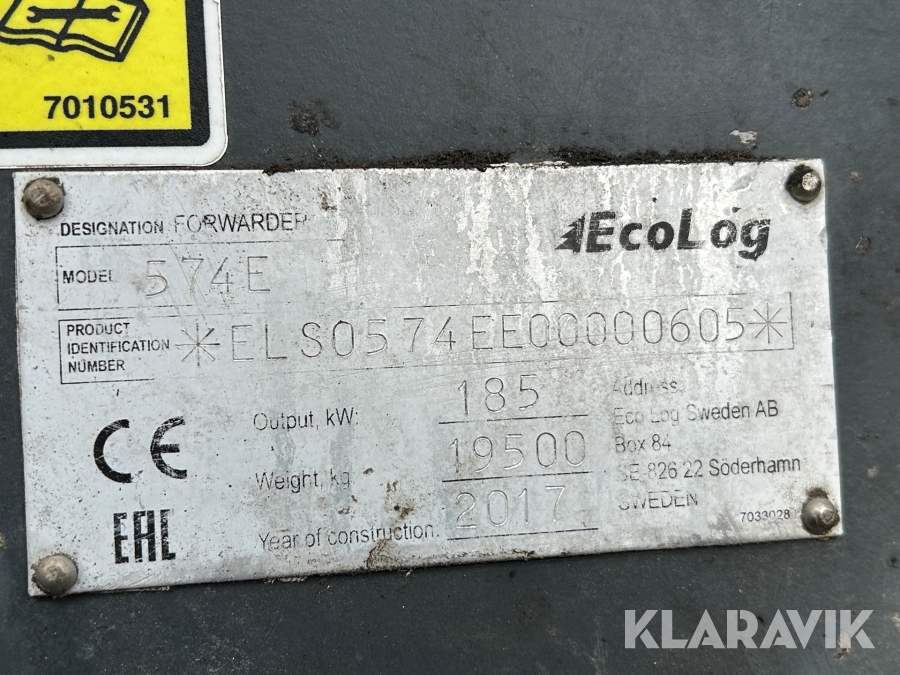 7010531
DESIGNATION FORWARDER
EcoLog
MODEL 574E
PRODUCT
IDENTIFICATION
NUMBER
*ELS0574EE00000605*
Output, kW: 185
Weight, kg 19500
Year of construction: 2017
Address:
Eco Log Sweden AB
Box 84
SE-826 22 Söderhamn
SWEDEN
7033028
CE
EAC
KLARAVIK